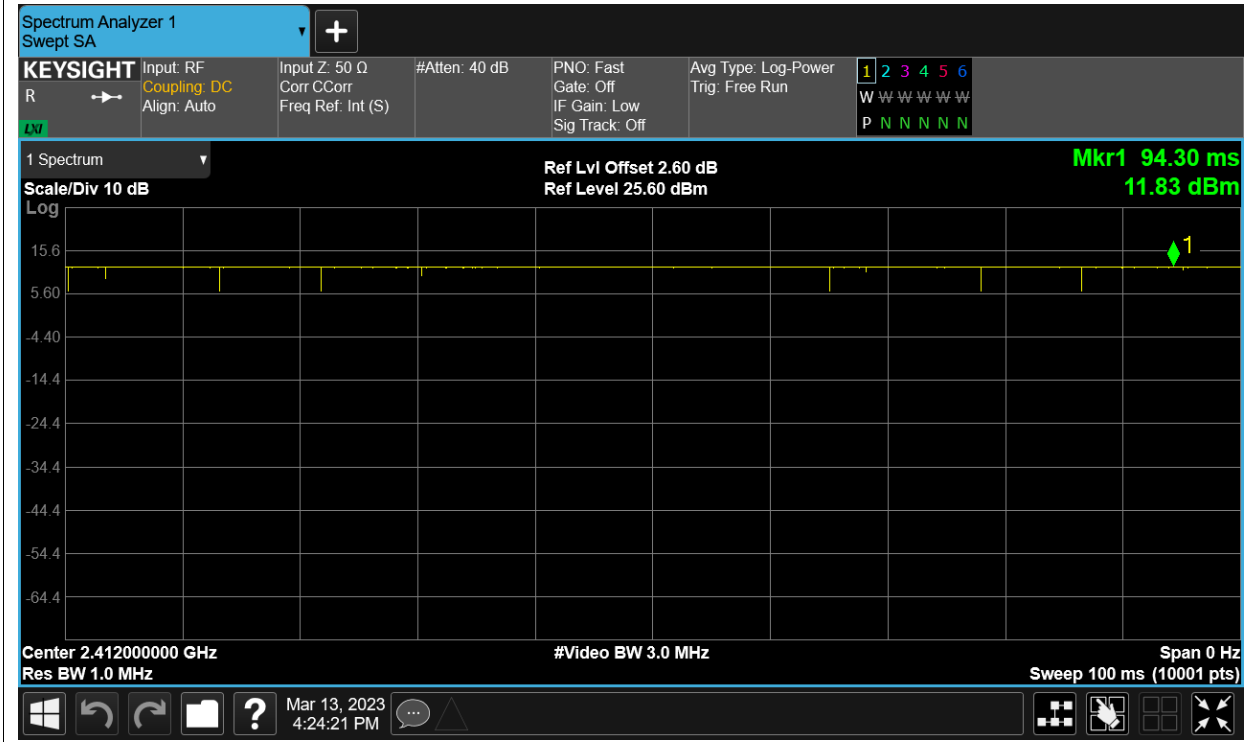 Spectrum Analyzer 1
Swept SA
KEYSIGHT
R
LXI
Input: RF
Coupling: DC
Align: Auto
Input Z: 50 Ω
Corr CCorr
Freq Ref: Int (S)
#Atten: 40 dB
PNO: Fast
Gate: Off
IF Gain: Low
Sig Track: Off
Avg Type: Log-Power
Trig: Free Run
1 2 3 4 5 6
W W W W W W
P N N N N N
1 Spectrum
Scale/Div 10 dB
Ref Lvl Offset 2.60 dB
Ref Level 25.60 dBm
Mkr1 94.30 ms
11.83 dBm
Log
1
15.6
5.60
-4.40
-14.4
-24.4
-34.4
-44.4
-54.4
-64.4
Center 2.412000000 GHz
Res BW 1.0 MHz
#Video BW 3.0 MHz
Span 0 Hz
Sweep 100 ms (10001 pts)
?
Mar 13, 2023
4:24:21 PM